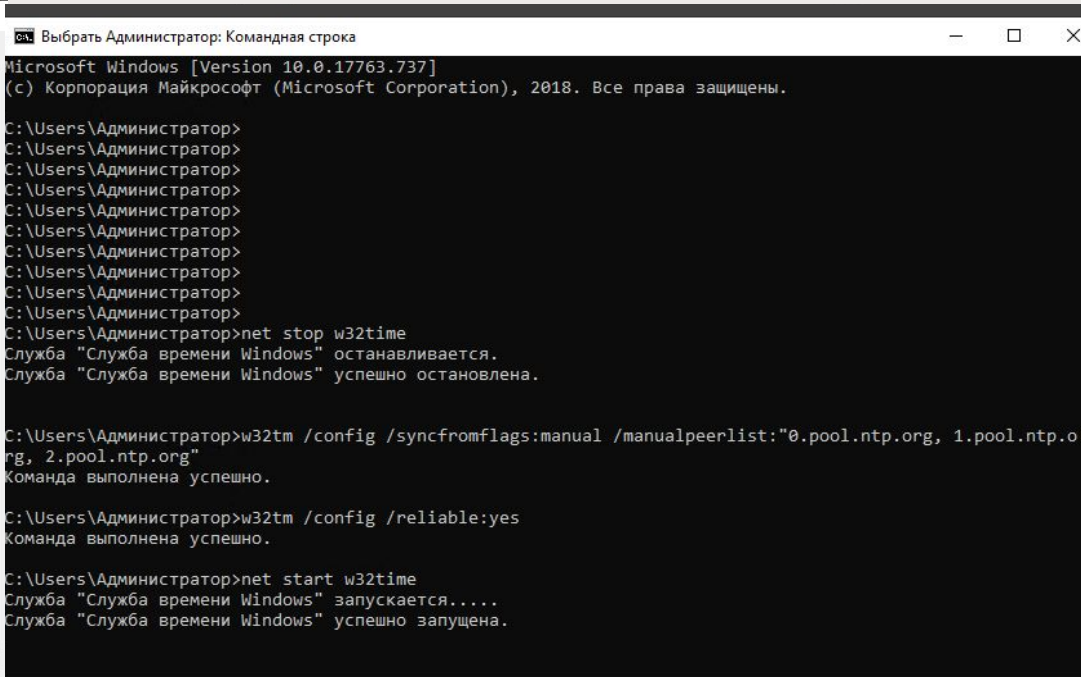 Выбрать Администратор: Командная строка
Microsoft Windows [Version 10.0.17763.737]
(с) Корпорация Майкрософт (Microsoft Corporation), 2018. Все права защищены.
C:\Users\Администратор>
C:\Users\Администратор>
C:\Users\Администратор>
C:\Users\Администратор>
C:\Users\Администратор>
C:\Users\Администратор>
C:\Users\Администратор>
C:\Users\Администратор>
C:\Users\Администратор>
C:\Users\Администратор>
C:\Users\Администратор>net stop w32time
Служба "Служба времени Windows" останавливается.
Служба "Служба времени Windows" успешно остановлена.
C:\Users\Администратор>w32tm /config /syncfromflags:manual /manualpeerlist:"0.pool.ntp.org, 1.pool.ntp.o
rg, 2.pool.ntp.org"
Команда выполнена успешно.
C:\Users\Администратор>w32tm /config /reliable:yes
Команда выполнена успешно.
C:\Users\Администратор>net start w32time
Служба "Служба времени Windows" запускается.....
Служба "Служба времени Windows" успешно запущена.